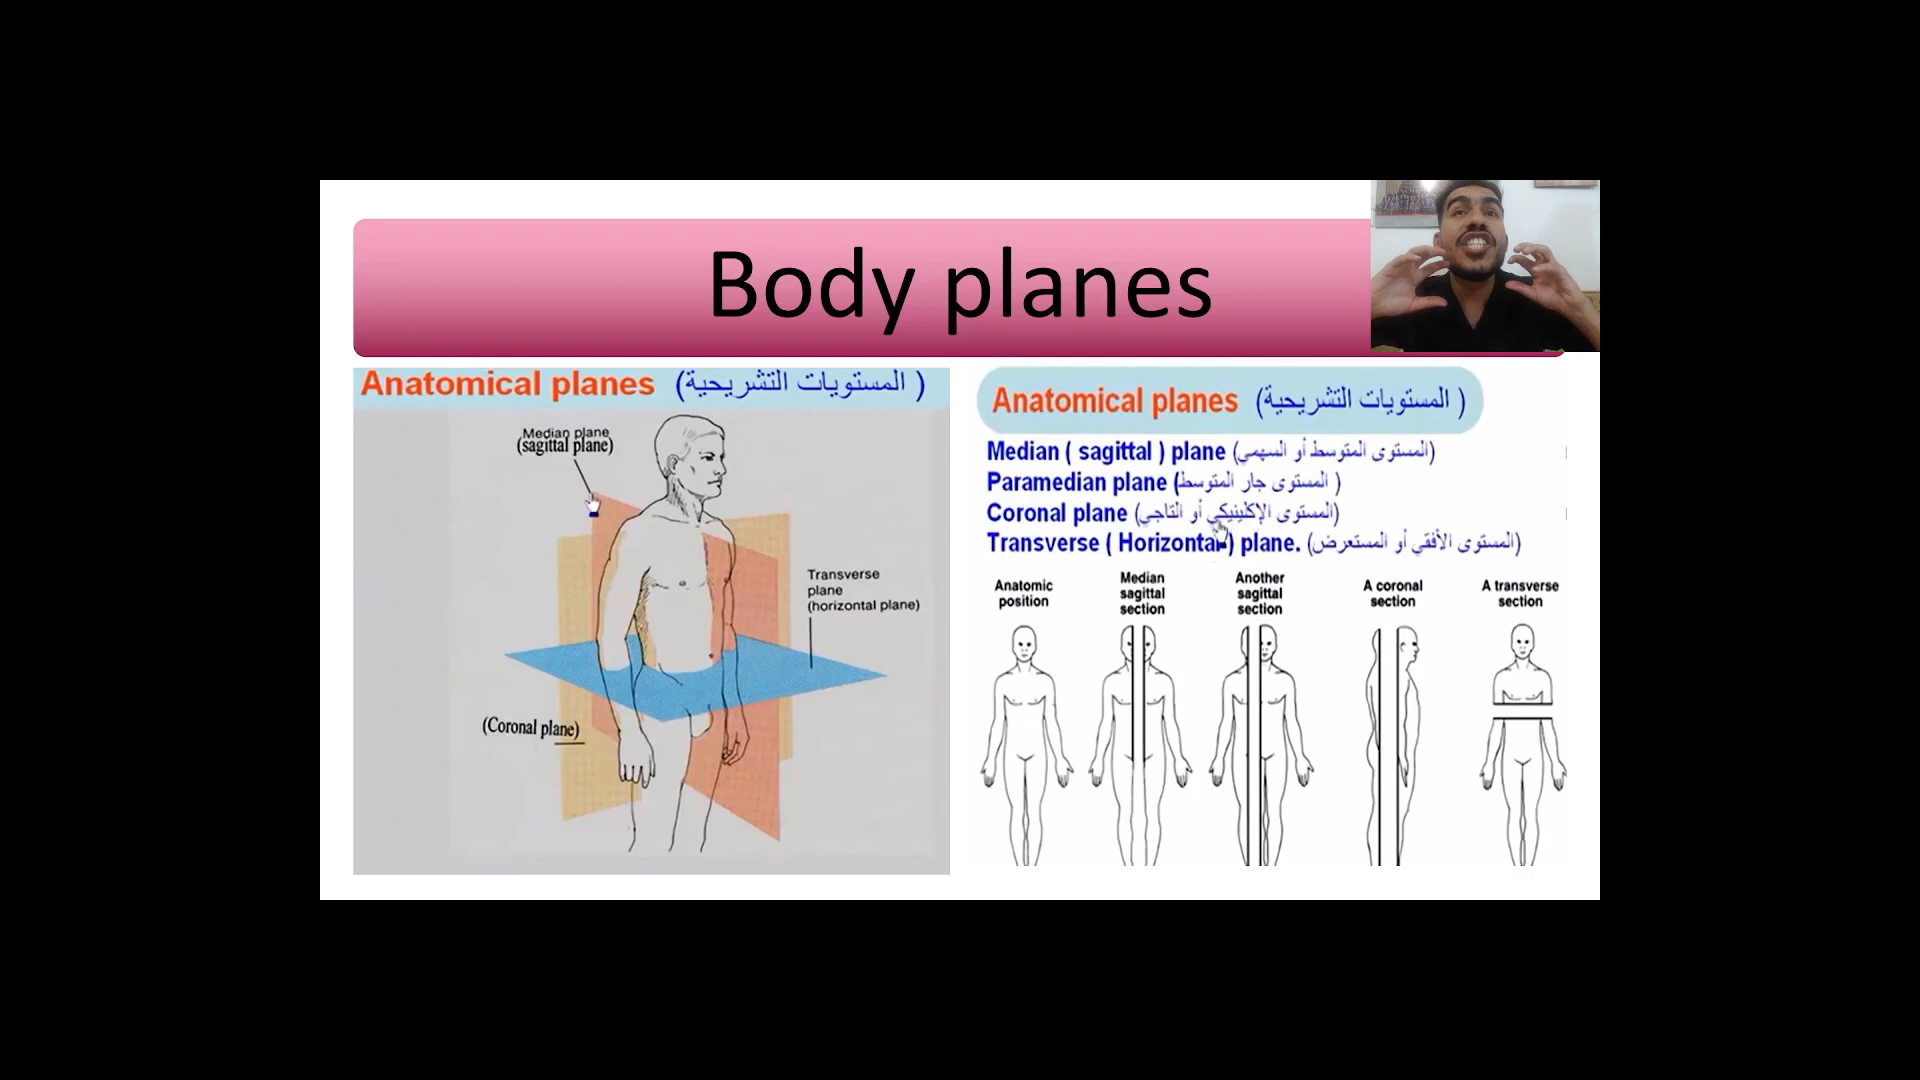 Body planes
Anatomical planes (المستويات التشريحية )
Median plane
(sagittal plane)
Transverse
plane
(horizontal plane)
(Coronal plane)
Anatomical planes (المستويات التشريحية )
Median ( sagittal ) plane (المستوى المتوسط أو السهمي)
Paramedian plane (المستوى جار المتوسط )
Coronal plane (المستوى الإكلينيكي أو التاجي)
Transverse ( Horizontal ) plane. (المستوى الأفقي أو المستعرض)
Anatomic
position
Median
sagittal
section
Another
sagittal
section
A coronal
section
A transverse
section